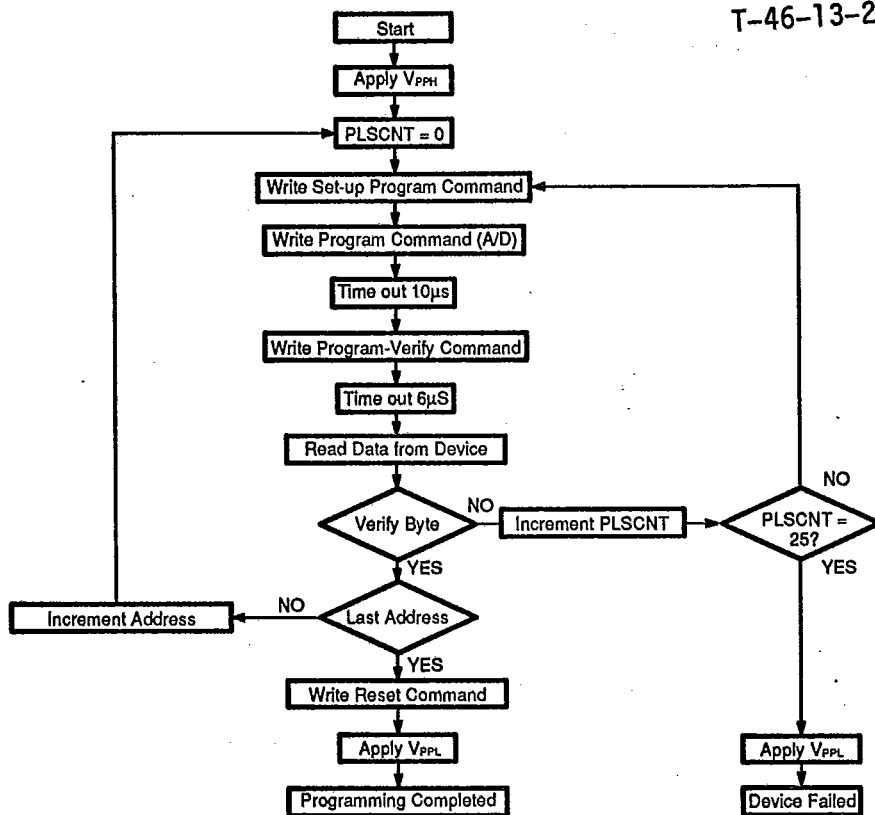 T-46-13-2
Start
Apply VPPH
PLSCNT = 0
Write Set-up Program Command
Write Program Command (A/D)
Time out 10µs
Write Program-Verify Command
Time out 6µS
Read Data from Device
Verify Byte
NO
Increment PLSCNT
PLSCNT =
25?
NO
YES
YES
Last Address
NO
Increment Address
YES
Write Reset Command
Apply VPPL
Programming Completed
Apply VPPL
Device Failed